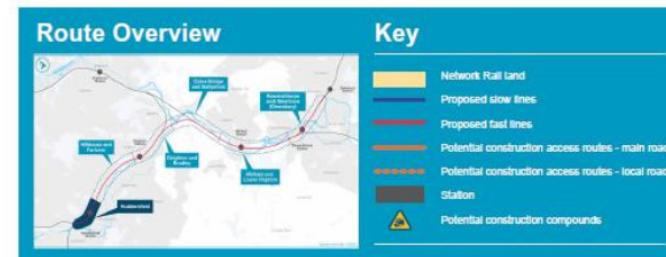 Route Overview
Key
Network Rail land
Proposed slow lines
Proposed fast lines
Potential construction access routes - main road
Potential construction access routes - local road
Station
Potential construction compounds
Colne Bridge
and Battyeford
Ravensthorpe
and Westtown
(Dewsbury)
Hillhouse and
Fartown
Deighton and
Bradley
Mirfield and
Lower Hopton
Huddersfield